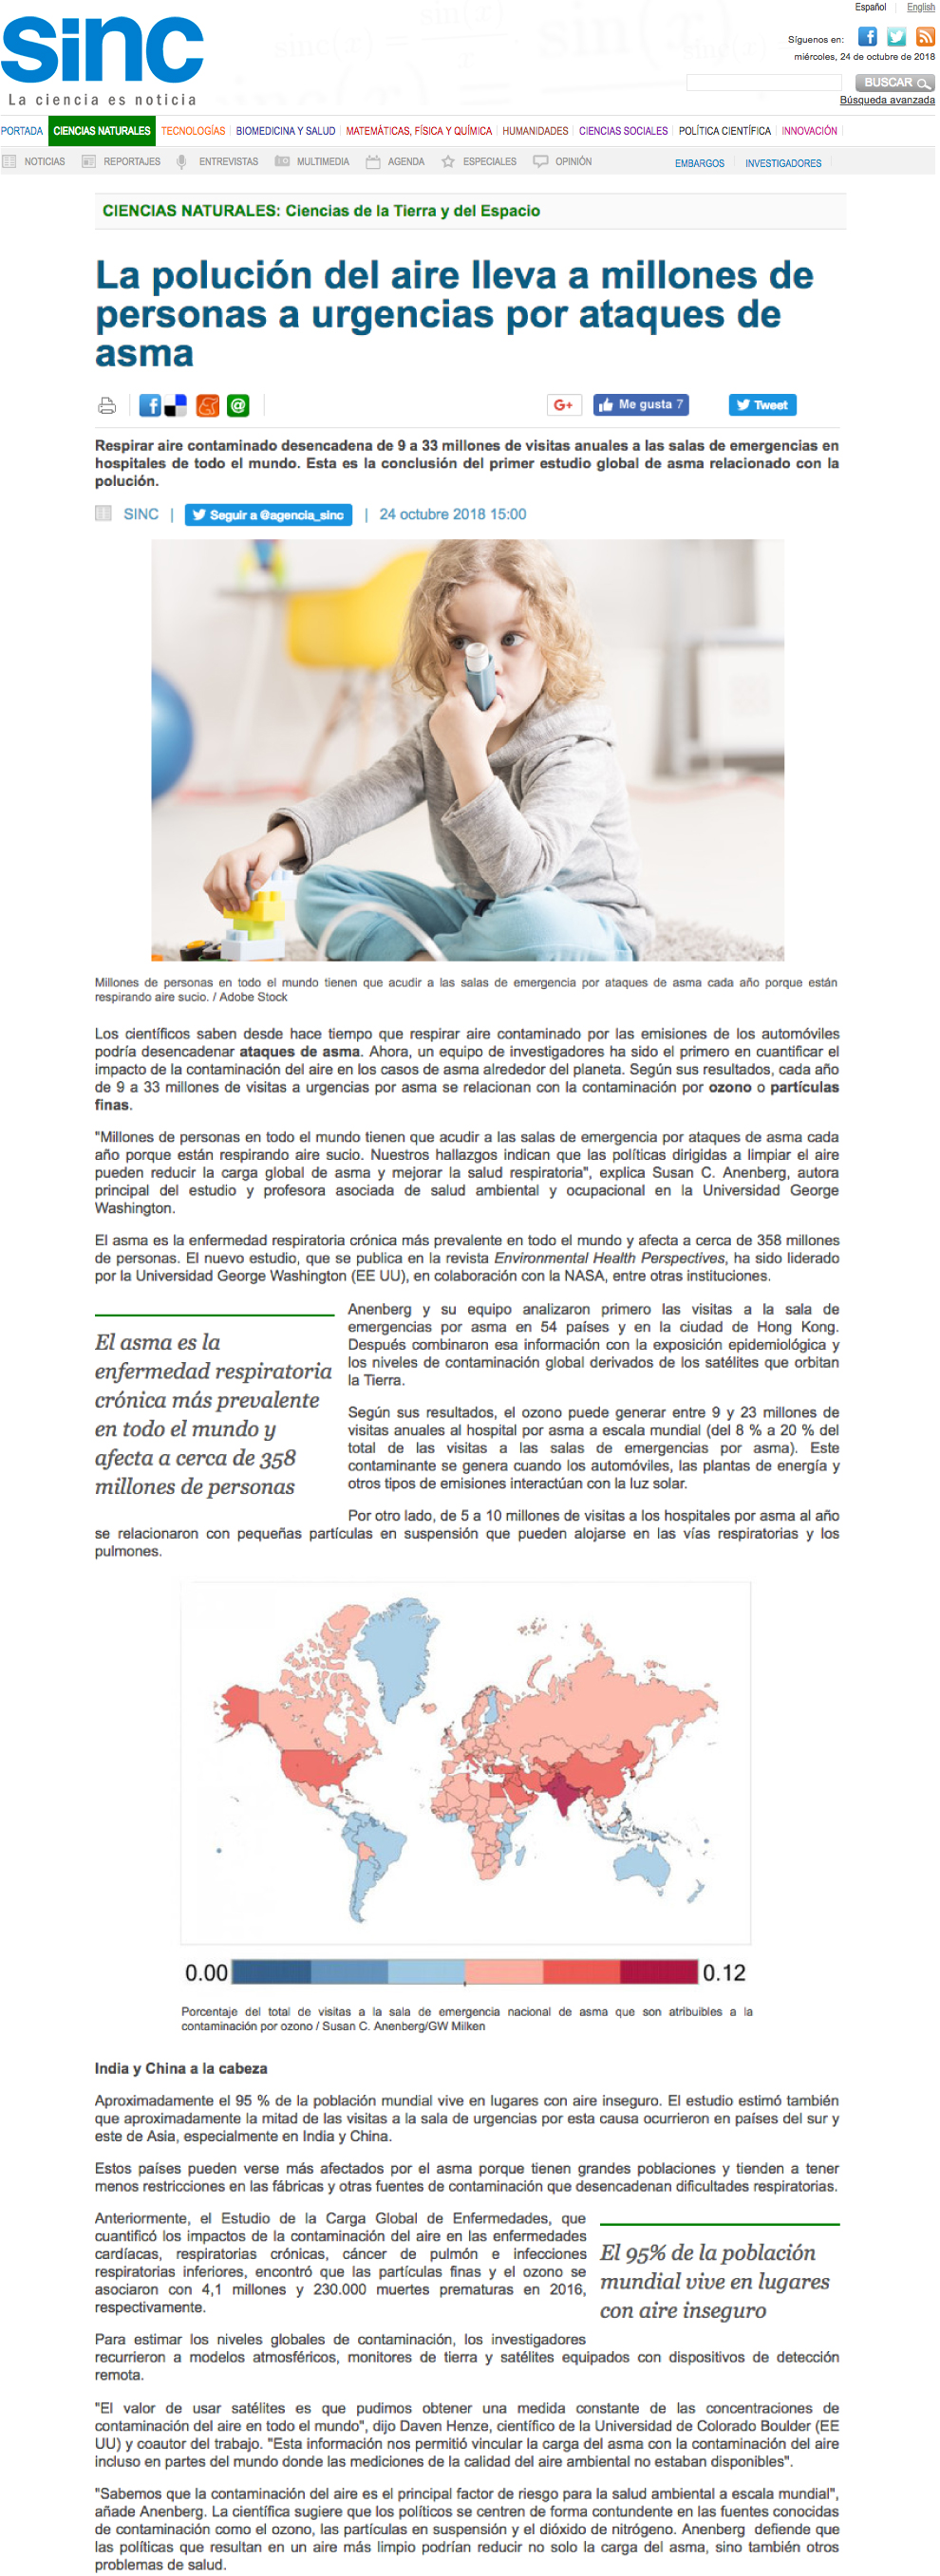 Español | English
sinc
La ciencia es noticia
Síguenos en:
miércoles, 24 de octubre de 2018
BUSCAR
Búsqueda avanzada
PORTADA CIENCIAS NATURALES TECNOLOGÍAS BIOMEDICINA Y SALUD MATEMÁTICAS, FÍSICA Y QUÍMICA HUMANIDADES CIENCIAS SOCIALES POLÍTICA CIENTÍFICA INNOVACIÓN
NOTICIAS REPORTAJES ENTREVISTAS MULTIMEDIA AGENDA ESPECIALES OPINIÓN EMBARGOS INVESTIGADORES
CIENCIAS NATURALES: Ciencias de la Tierra y del Espacio
La polución del aire lleva a millones de
personas a urgencias por ataques de
asma
G+ Me gusta 7 Tweet
Respirar aire contaminado desencadena de 9 a 33 millones de visitas anuales a las salas de emergencias en
hospitales de todo el mundo. Esta es la conclusión del primer estudio global de asma relacionado con la
polución.
SINC | Seguir a @agencia_sinc | 24 octubre 2018 15:00
Millones de personas en todo el mundo tienen que acudir a las salas de emergencia por ataques de asma cada año porque están
respirando aire sucio. / Adobe Stock
Los científicos saben desde hace tiempo que respirar aire contaminado por las emisiones de los automóviles
podría desencadenar ataques de asma. Ahora, un equipo de investigadores ha sido el primero en cuantificar el
impacto de la contaminación del aire en los casos de asma alrededor del planeta. Según sus resultados, cada año
de 9 a 33 millones de visitas a urgencias por asma se relacionan con la contaminación por ozono o partículas
finas.
"Millones de personas en todo el mundo tienen que acudir a las salas de emergencia por ataques de asma cada
año porque están respirando aire sucio. Nuestros hallazgos indican que las políticas dirigidas a limpiar el aire
pueden reducir la carga global de asma y mejorar la salud respiratoria", explica Susan C. Anenberg, autora
principal del estudio y profesora asociada de salud ambiental y ocupacional en la Universidad George
Washington.
El asma es la enfermedad respiratoria crónica más prevalente en todo el mundo y afecta a cerca de 358 millones
de personas. El nuevo estudio, que se publica en la revista Environmental Health Perspectives, ha sido liderado
por la Universidad George Washington (EE UU), en colaboración con la NASA, entre otras instituciones.
El asma es la
enfermedad respiratoria
crónica más prevalente
en todo el mundo y
afecta a cerca de 358
millones de personas
Anenberg y su equipo analizaron primero las visitas a la sala de
emergencias por asma en 54 países y en la ciudad de Hong Kong.
Después combinaron esa información con la exposición epidemiológica y
los niveles de contaminación global derivados de los satélites que orbitan
la Tierra.
Según sus resultados, el ozono puede generar entre 9 y 23 millones de
visitas anuales al hospital por asma a escala mundial (del 8 % a 20 % del
total de las visitas a las salas de emergencias por asma). Este
contaminante se genera cuando los automóviles, las plantas de energía y
otros tipos de emisiones interactúan con la luz solar.
Por otro lado, de 5 a 10 millones de visitas a los hospitales por asma al año
se relacionaron con pequeñas partículas en suspensión que pueden alojarse en las vías respiratorias y los
pulmones.
0.00 0.12
Porcentaje del total de visitas a la sala de emergencia nacional de asma que son atribuibles a la
contaminación por ozono / Susan C. Anenberg/GW Milken
India y China a la cabeza
Aproximadamente el 95 % de la población mundial vive en lugares con aire inseguro. El estudio estimó también
que aproximadamente la mitad de las visitas a la sala de urgencias por esta causa ocurrieron en países del sur y
este de Asia, especialmente en India y China.
Estos países pueden verse más afectados por el asma porque tienen grandes poblaciones y tienden a tener
menos restricciones en las fábricas y otras fuentes de contaminación que desencadenan dificultades respiratorias.
Anteriormente, el Estudio de la Carga Global de Enfermedades, que
cuantificó los impactos de la contaminación del aire en las enfermedades
cardíacas, respiratorias crónicas, cáncer de pulmón e infecciones
respiratorias inferiores, encontró que las partículas finas y el ozono se
asociaron con 4,1 millones y 230.000 muertes prematuras en 2016,
respectivamente.
El 95% de la población
mundial vive en lugares
con aire inseguro
Para estimar los niveles globales de contaminación, los investigadores
recurrieron a modelos atmosféricos, monitores de tierra y satélites equipados con dispositivos de detección
remota.
"El valor de usar satélites es que pudimos obtener una medida constante de las concentraciones de
contaminación del aire en todo el mundo", dijo Daven Henze, científico de la Universidad de Colorado Boulder (EE
UU) y coautor del trabajo. "Esta información nos permitió vincular la carga del asma con la contaminación del aire
incluso en partes del mundo donde las mediciones de la calidad del aire ambiental no estaban disponibles".
"Sabemos que la contaminación del aire es el principal factor de riesgo para la salud ambiental a escala mundial",
añade Anenberg. La científica sugiere que los políticos se centren de forma contundente en las fuentes conocidas
de contaminación como el ozono, las partículas en suspensión y el dióxido de nitrógeno. Anenberg defiende que
las políticas que resultan en un aire más limpio podrían reducir no solo la carga del asma, sino también otros
problemas de salud.